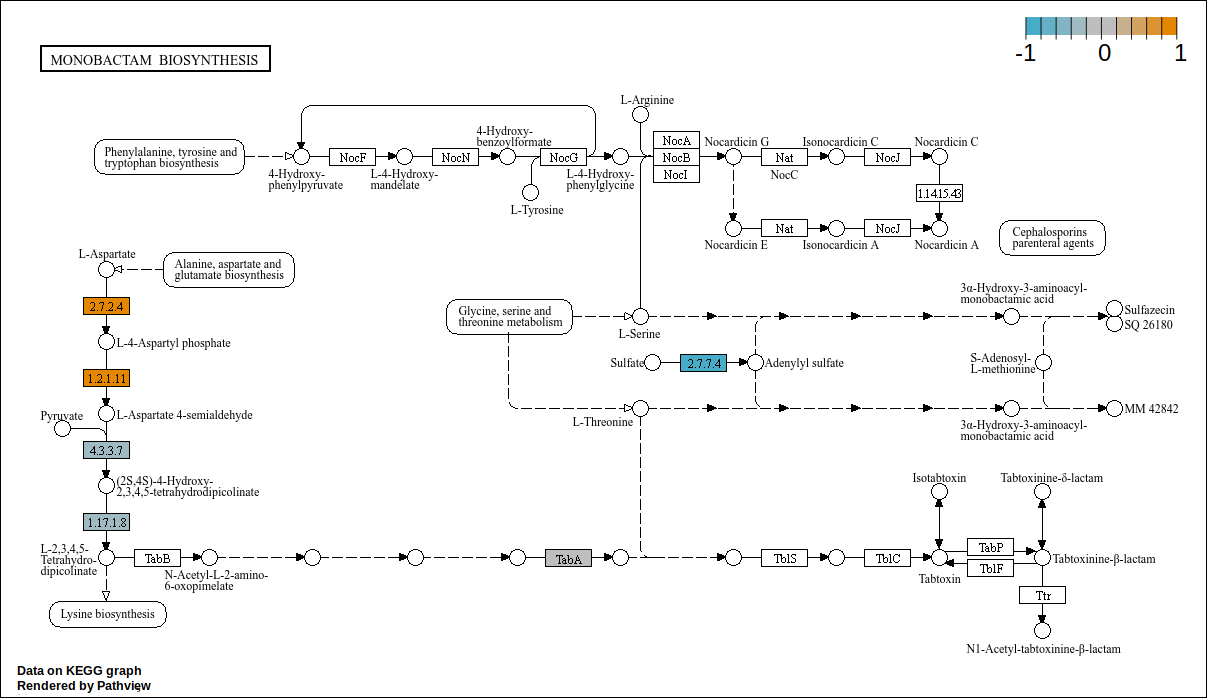 -1 0 1
MONOBACTAM BIOSYNTHESIS
L-Arginine
4-Hydroxy-
benzoylformate
Phenylalanine, tyrosine and
tryptophan biosynthesis
NocF
NocN
NocG
NocA
NocB
NocI
Nocardicin G
Nat
NocC
Isonocardicin C
NocJ
Nocardicin C
4-Hydroxy-
phenylpyruvate
L-4-Hydroxy-
mandelate
L-4-Hydroxy-
phenylglycine
L-Tyrosine
1.14.15.43
Nocardicin E
Nat
Isonocardicin A
NocJ
Nocardicin A
Cephalosporins
parenteral agents
L-Aspartate
Alanine, aspartate and
glutamate biosynthesis
2.7.2.4
L-4-Aspartyl phosphate
1.2.1.11
Pyruvate
L-Aspartate 4-semialdehyde
4.3.3.7
(2S,4S)-4-Hydroxy-
2,3,4,5-tetrahydrodipicolinate
1.17.1.8
Glycine, serine and
threonine metabolism
L-Serine
3α-Hydroxy-3-aminoacyl-
monobactamic acid
Sulfazecin
SQ 26180
Sulfate
2.7.7.4
Adenylyl sulfate
S-Adenosyl-
L-methionine
L-Threonine
3α-Hydroxy-3-aminoacyl-
monobactamic acid
MM 42842
Isotabtoxin
Tabtoxinine-δ-lactam
L-2,3,4,5-
Tetrahydro-
dipicolinate
TabB
N-Acetyl-L-2-amino-
6-oxopimelate
TabA
TblS
TblC
Tabtoxin
TabP
TblF
Tabtoxinine-β-lactam
Ttr
N1-Acetyl-tabtoxinine-β-lactam
Lysine biosynthesis
Data on KEGG graph
Rendered by Pathview